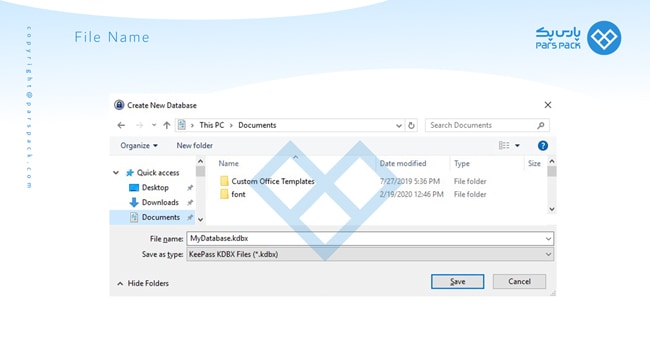 File Name
پارس پک
PARS PACK
copyright@parspack.com
Create New Database
This PC > Documents
Search Documents
Organize
New folder
Name Date modified Type Size
Quick access
Desktop
Downloads
Documents
Custom Office Templates 7/27/2019 5:36 PM File folder
font 2/19/2020 12:46 PM File folder
File name: MyDatabase.kdbx
Save as type: KeePass KDBX Files (*.kdbx)
Hide Folders
Save
Cancel